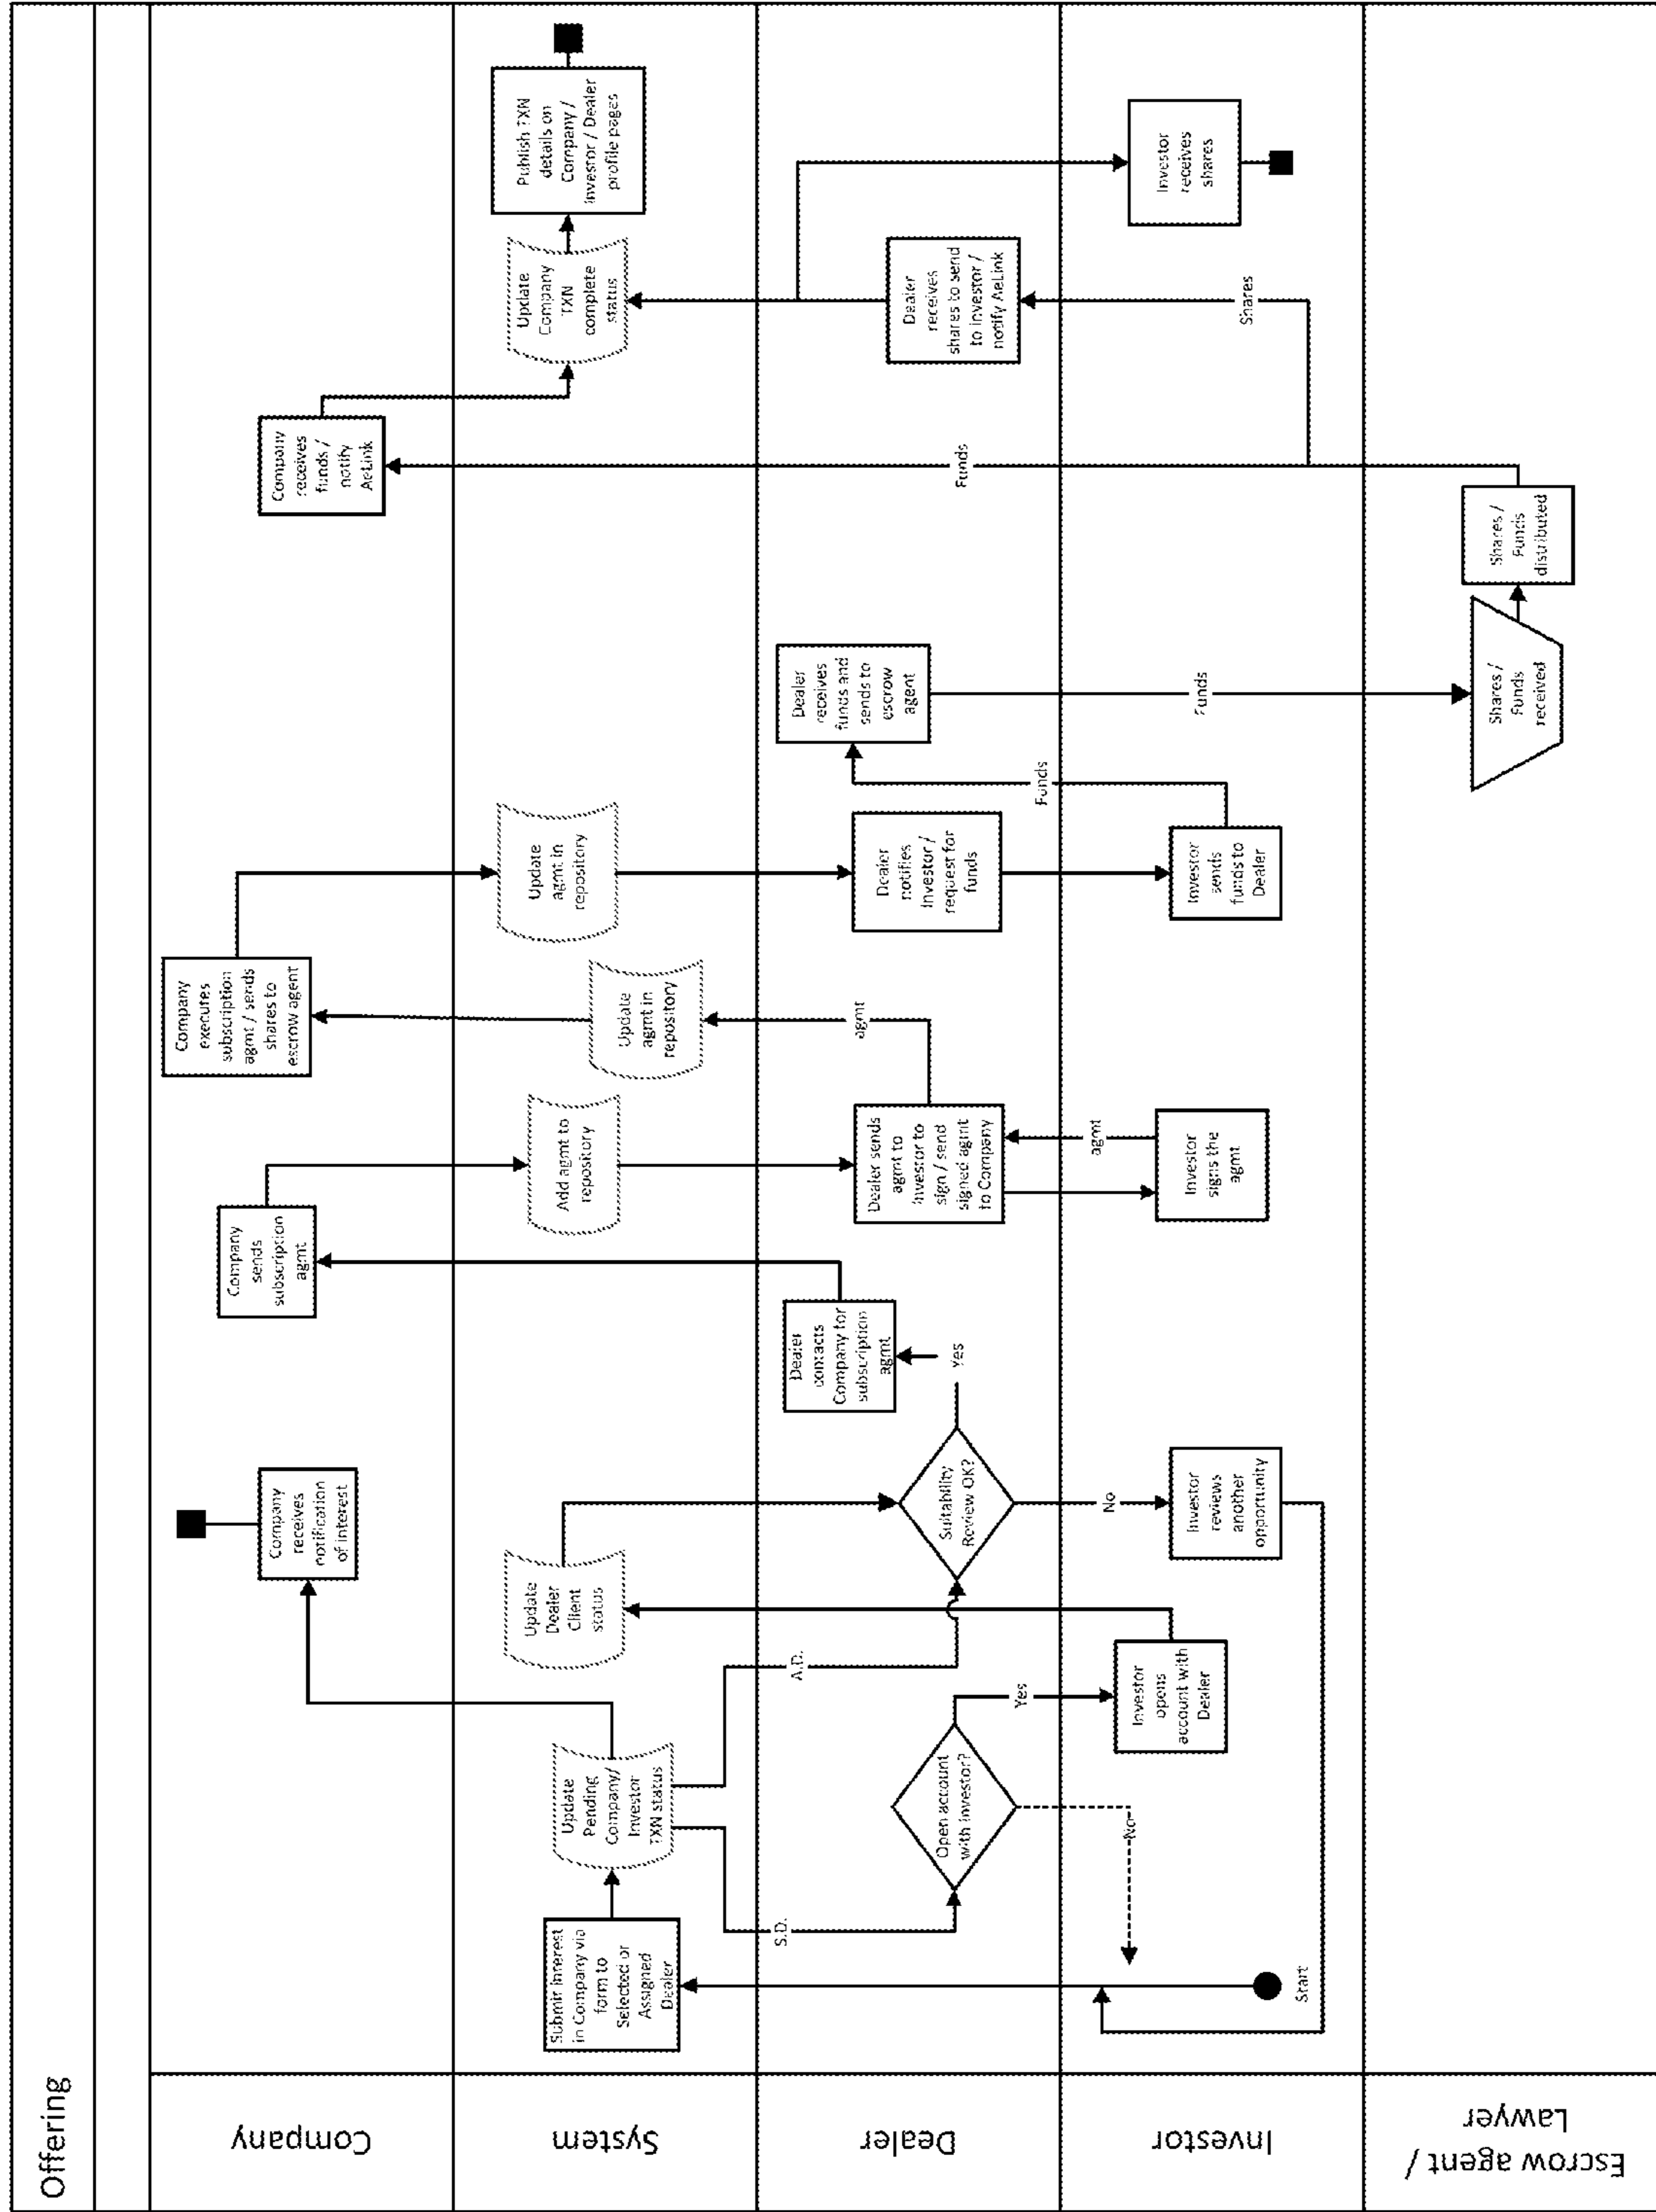 Offering
Company
System
Dealer
Investor
Escrow agent /
Lawyer
Start
Submit interest
in Company via
form to
Selected or
Assigned
Dealer
Update
Pending
Company/
Investor
TXN status
S.D.
A.D.
Company
receives
notification
of interest
Open account
with Investor?
No
Yes
Investor
opens
account with
Dealer
Update
Dealer
Client
status
Suitability
Review OK?
No
Investor
reviews
another
opportunity
Yes
Dealer
contacts
Company for
subscription
agmt
Company
sends
subscription
agmt
Add agmt to
repository
Dealer sends
agmt to
Investor to
sign / send
signed agmt
to Company
Investor
signs the
agmt
agmt
agmt
Update
agmt in
repository
Company
executes
subscription
agmt / sends
shares to
escrow agent
Update
agmt in
repository
Dealer
notifies
Investor /
request for
funds
Investor
sends
funds to
Dealer
Funds
Dealer
receives
funds and
sends to
escrow
agent
Funds
Shares /
Funds
received
Shares /
Funds
distributed
Funds
Shares
Company
receives
funds /
notify
AeLink
Dealer
receives
shares to send
to investor /
notify AeLink
Update
Company
TXN
complete
status
Publish TXN
details on
Company /
Investor / Dealer
profile pages
Investor
receives
shares